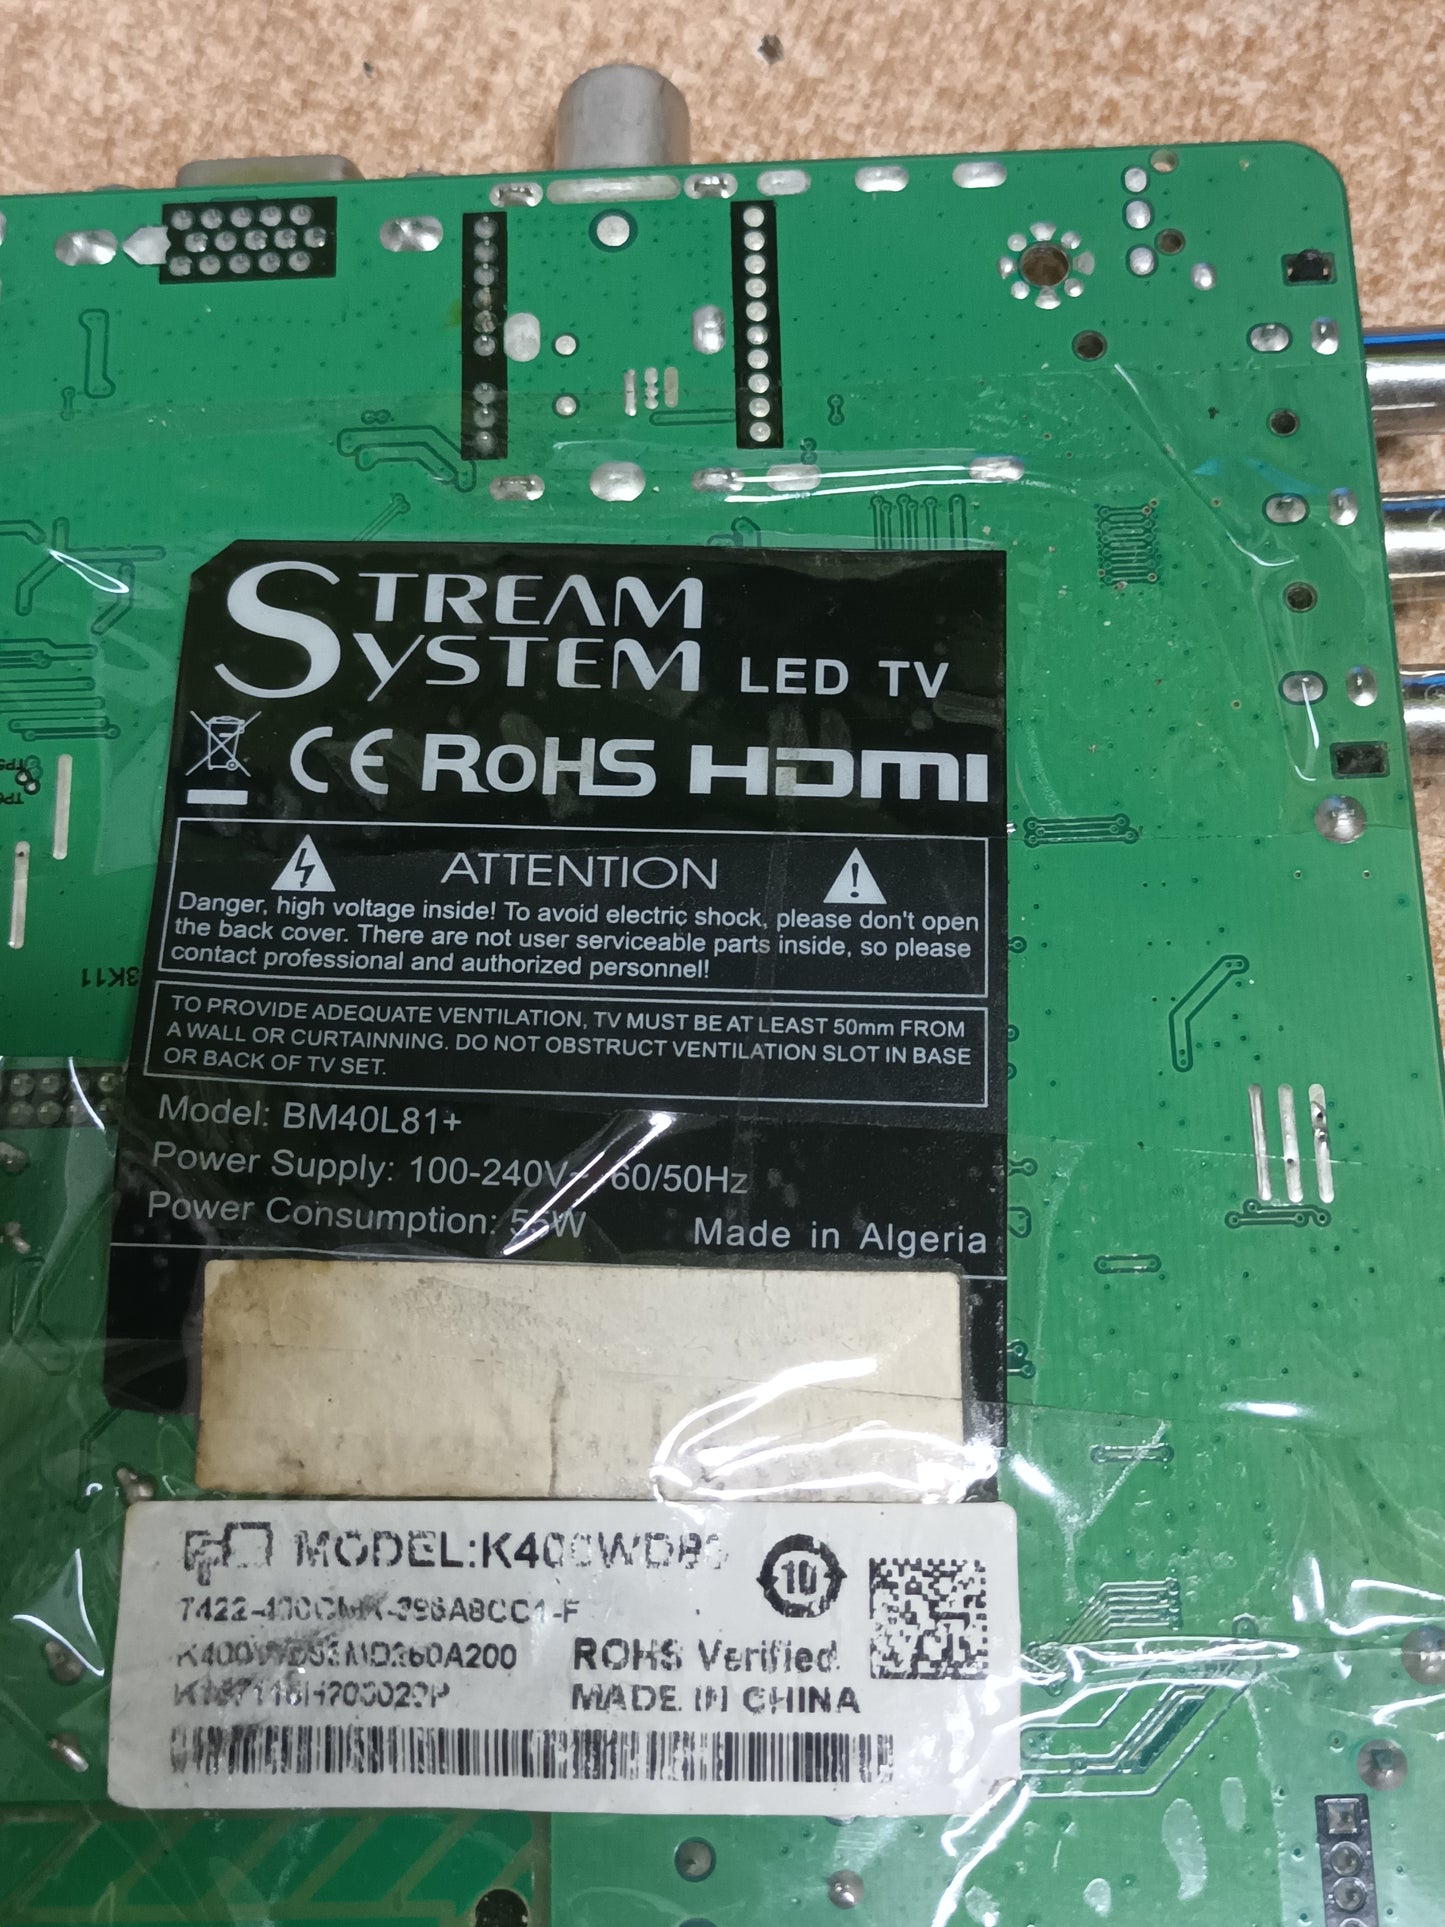 STREAM
SYSTEM LED TV
CE RoHS HDMI
ATTENTION
Danger, high voltage inside! To avoid electric shock, please don't open
the back cover. There are not user serviceable parts inside, so please
contact professional and authorized personnel!
TO PROVIDE ADEQUATE VENTILATION, TV MUST BE AT LEAST 50mm FROM
A WALL OR CURTAINNING. DO NOT OBSTRUCT VENTILATION SLOT IN BASE
OR BACK OF TV SET.
Model: BM40L81+
Power Supply: 100-240V~ 60/50Hz
Power Consumption: 55W
Made in Algeria
MODEL:
10
ROHS Verified
MADE IN CHINA